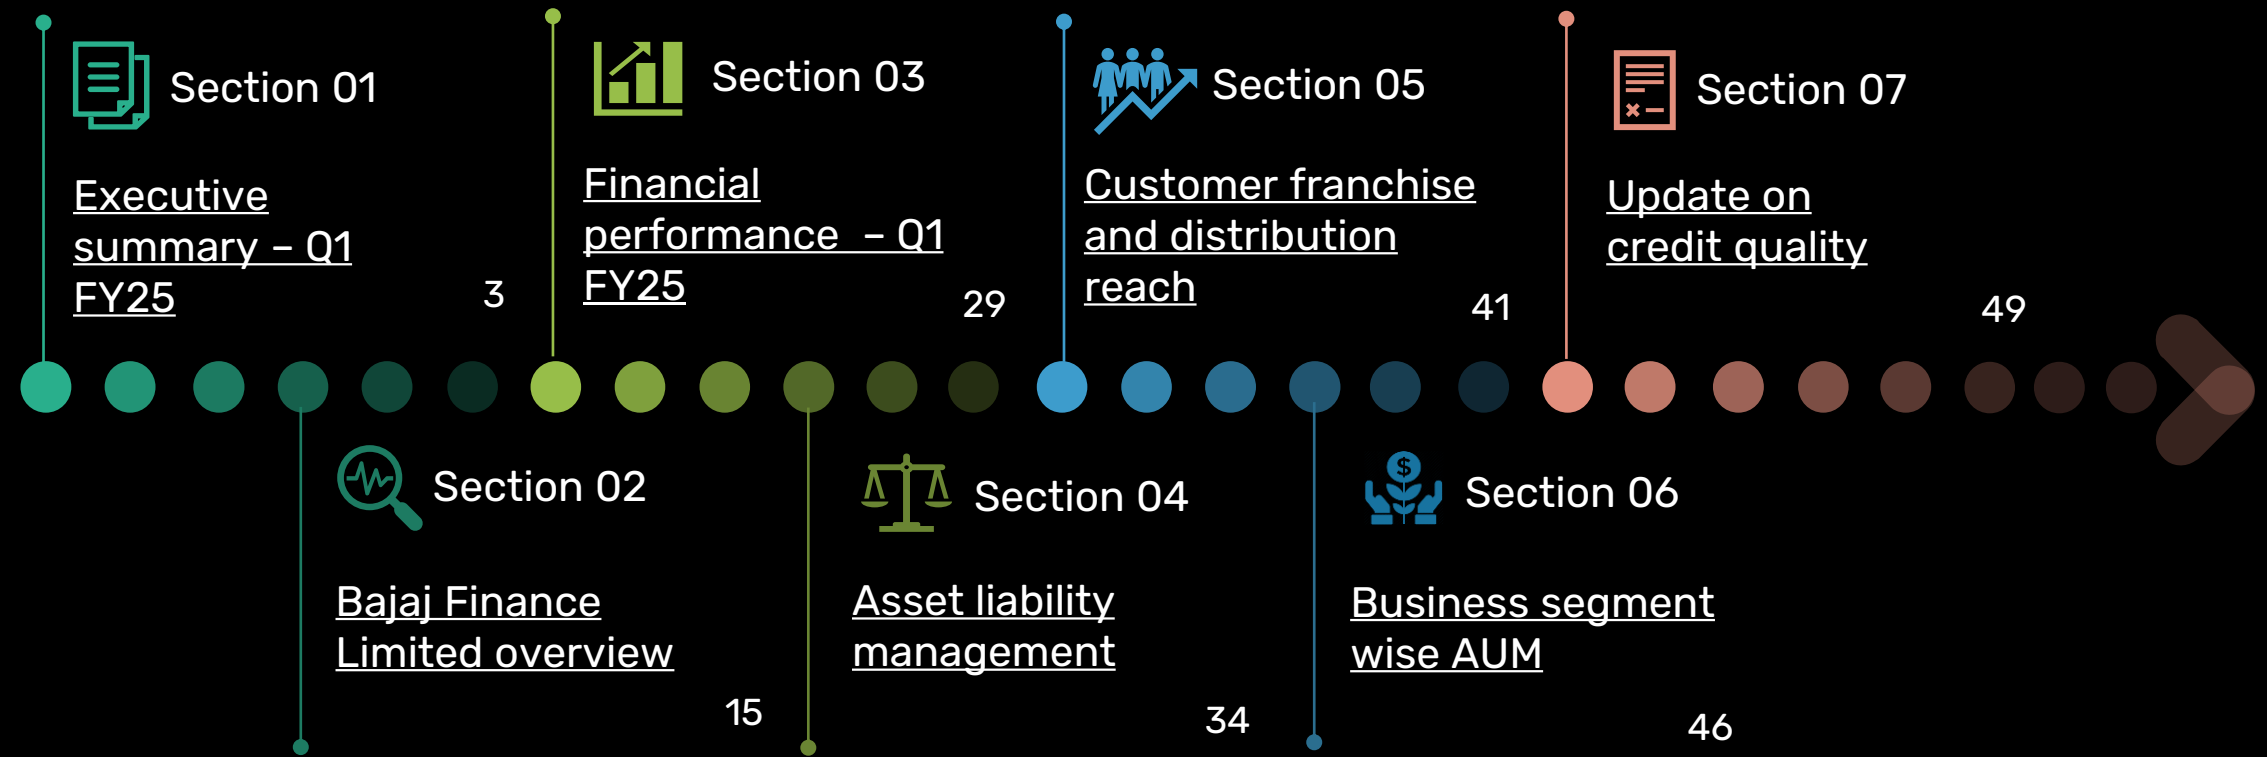 Section 01
Executive
summary – Q1
FY25
3
Section 02
Bajaj Finance
Limited overview
15
Section 03
Financial
performance – Q1
FY25
29
Section 04
Asset liability
management
34
Section 05
Customer franchise
and distribution
reach
41
Section 06
$
Business segment
wise AUM
46
Section 07
Update on
credit quality
49